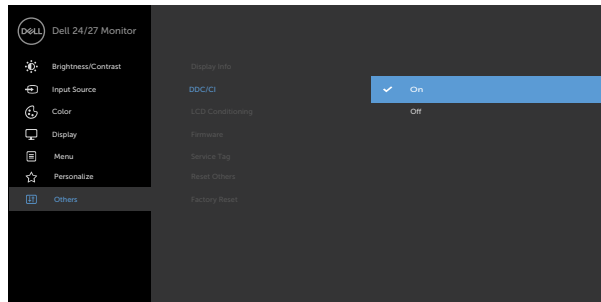 DELL Dell 24/27 Monitor
Brightness/Contrast
Input Source
Color
Display
Menu
Personalize
Others
Display Info
DDC/CI
LCD Conditioning
Firmware
Service Tag
Reset Others
Factory Reset
On
Off